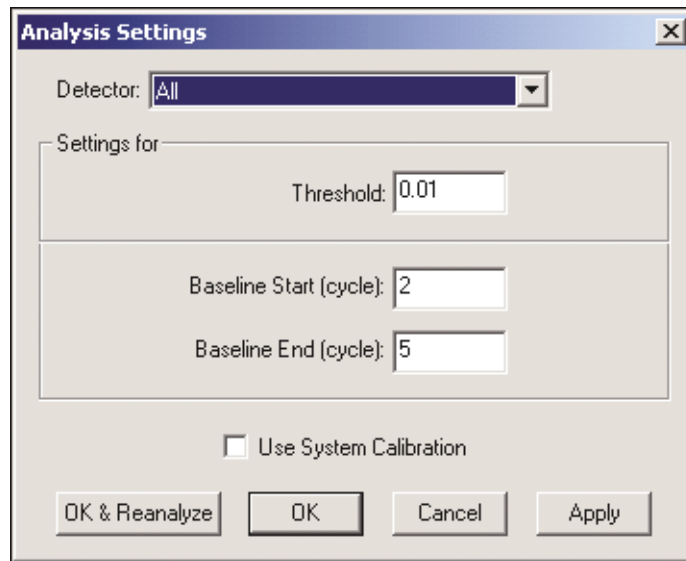 Analysis Settings
Detector: All
Settings for
Threshold: 0.01
Baseline Start (cycle): 2
Baseline End (cycle): 5
Use System Calibration
OK & Reanalyze OK Cancel Apply